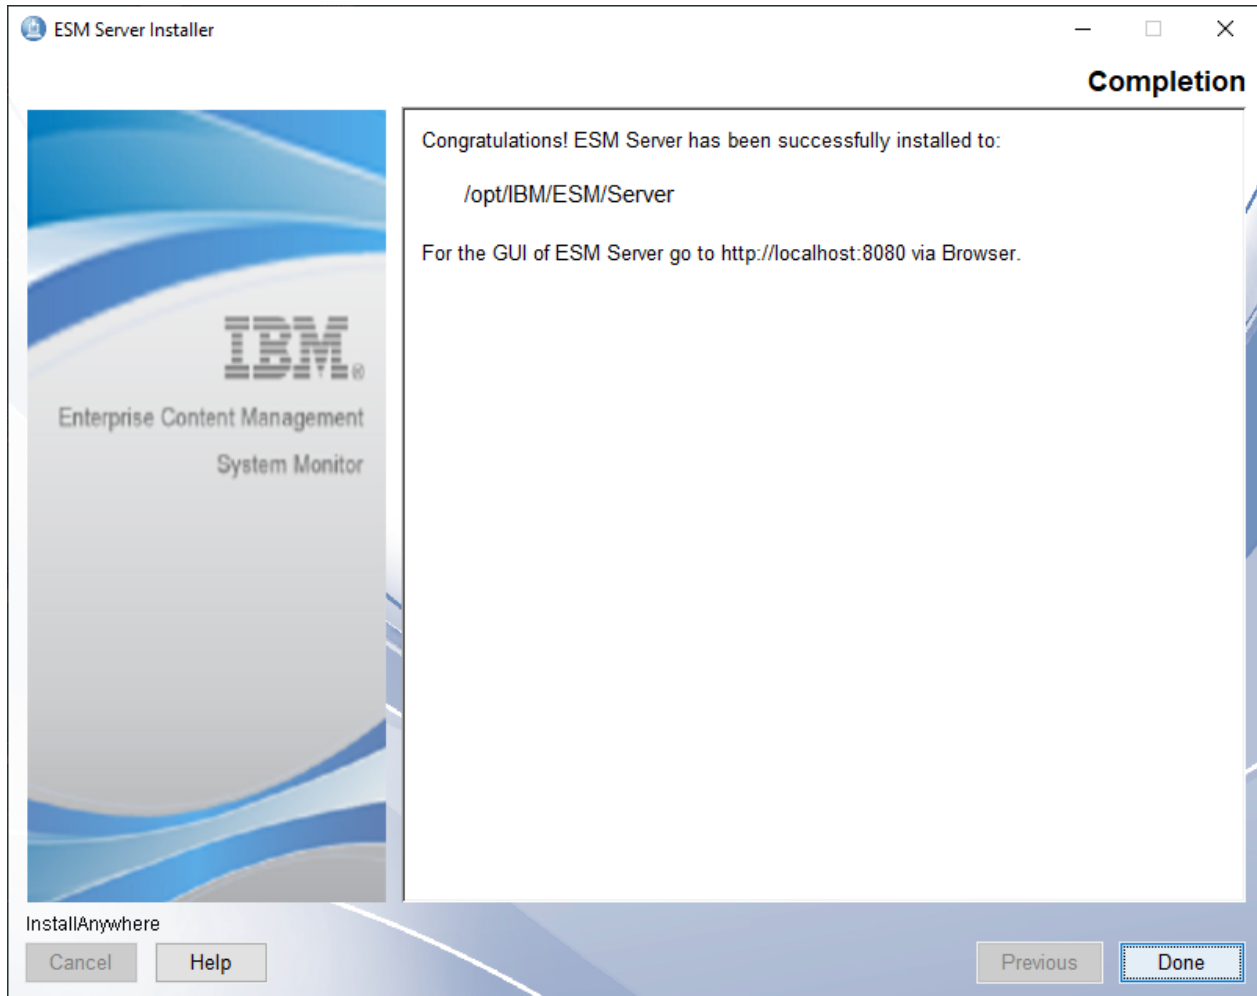 ESM Server Installer
Completion
Congratulations! ESM Server has been successfully installed to:
/opt/IBM/ESM/Server
For the GUI of ESM Server go to http://localhost:8080 via Browser.
IBM®
Enterprise Content Management
System Monitor
InstallAnywhere
Cancel
Help
Previous
Done